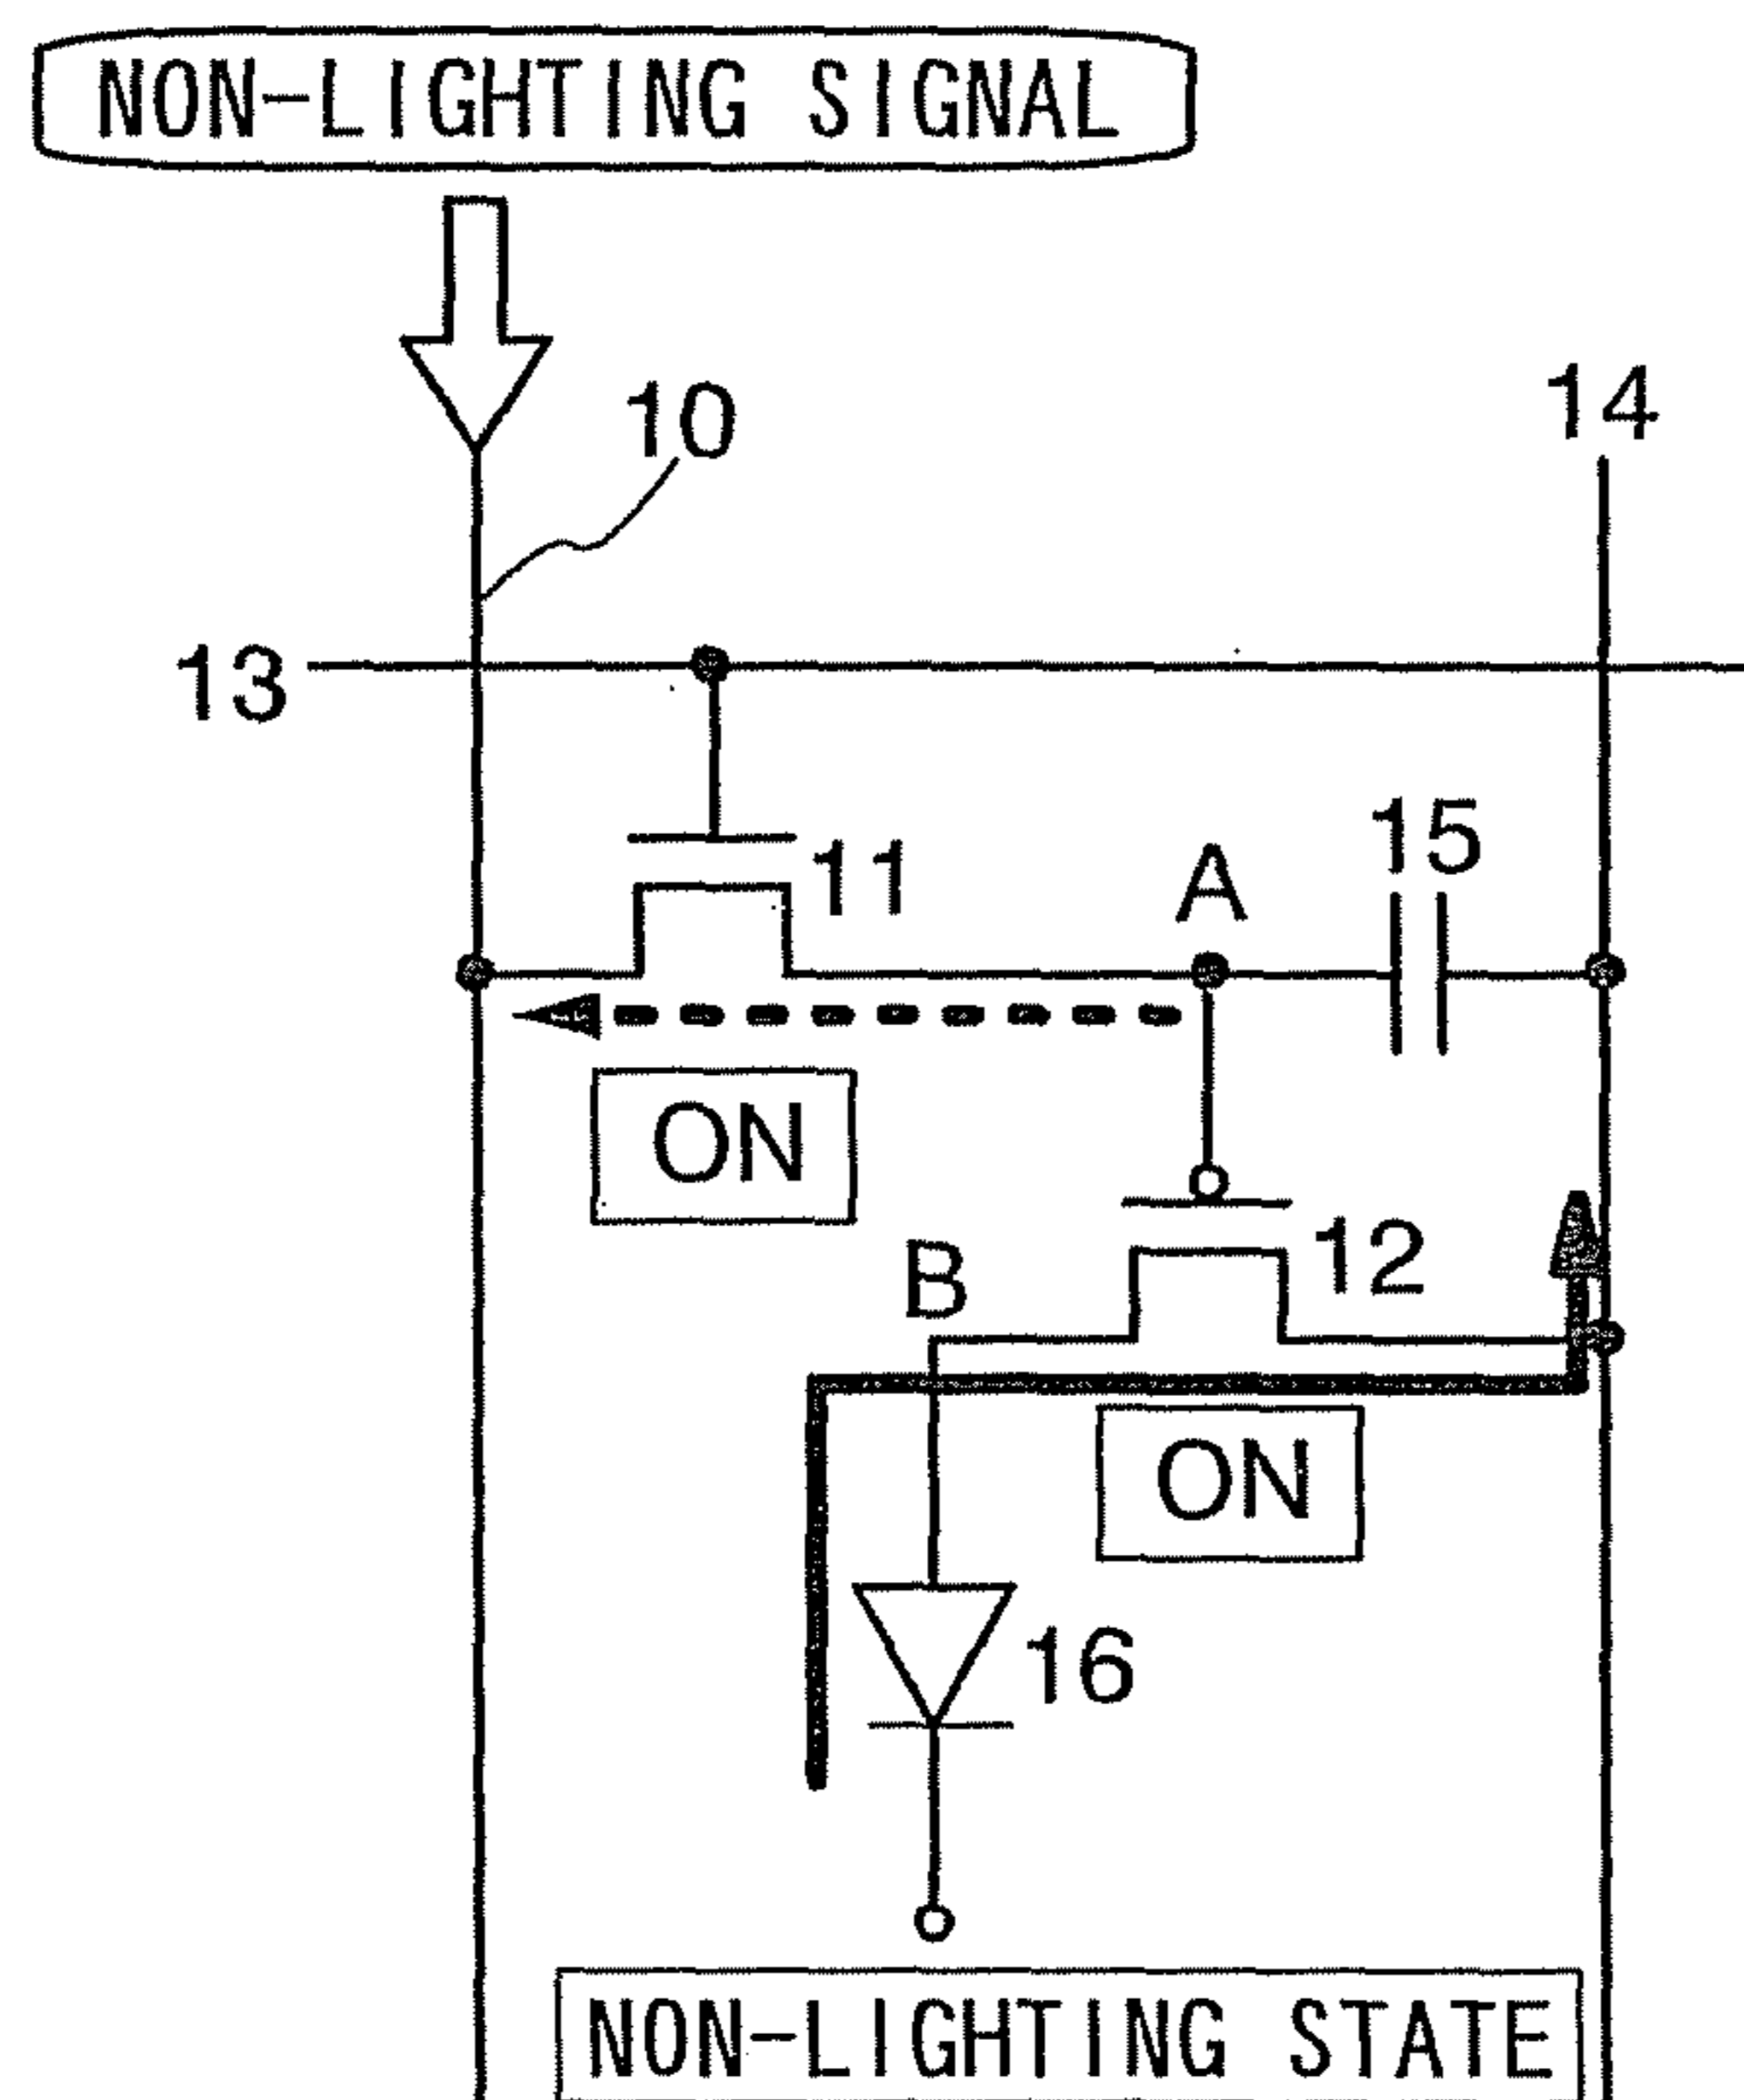 NON-LIGHTING SIGNAL
10
14
13
11
A
15
ON
B
12
ON
16
NON-LIGHTING STATE